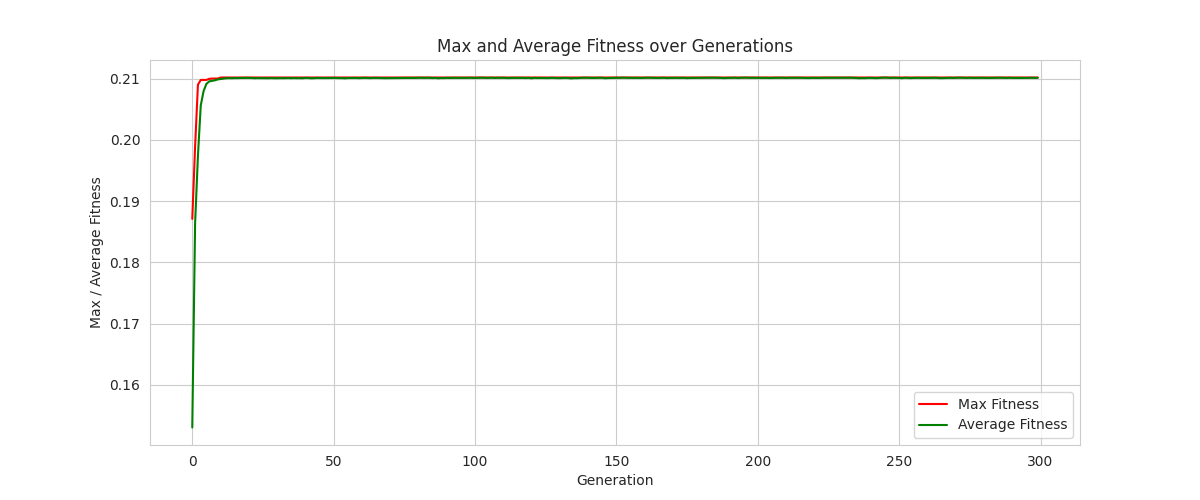 Max and Average Fitness over Generations
Max / Average Fitness
0.21
0.20
0.19
0.18
0.17
0.16
0
50
100
150
200
250
300
Generation
Max Fitness
Average Fitness